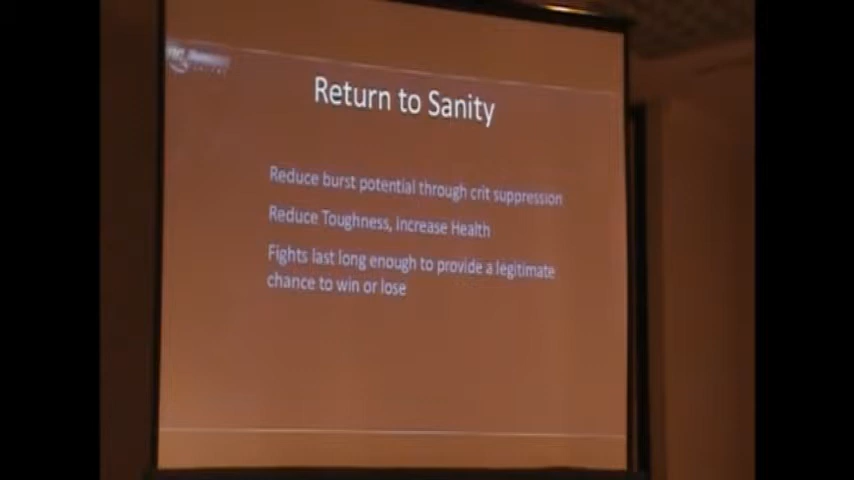 Return to Sanity
Reduce burst potential through crit suppression
Reduce Toughness, Increase Health
Fights last long enough to provide a legitimate
chance to win or lose